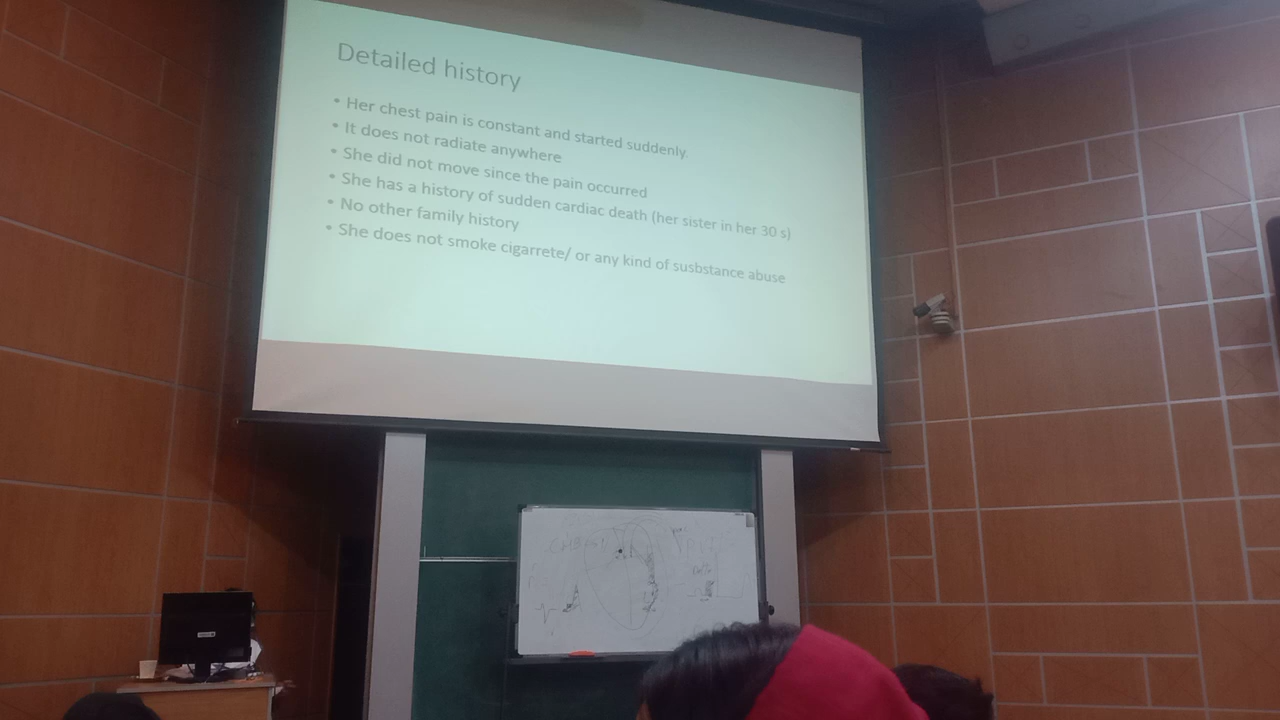 Detailed history
• Her chest pain is constant and started suddenly.
• It does not radiate anywhere
• She did not move since the pain occurred
• She has a history of sudden cardiac death (her sister in her 30 s)
• No other family history
• She does not smoke cigarrete/ or any kind of susbstance abuse
Delta